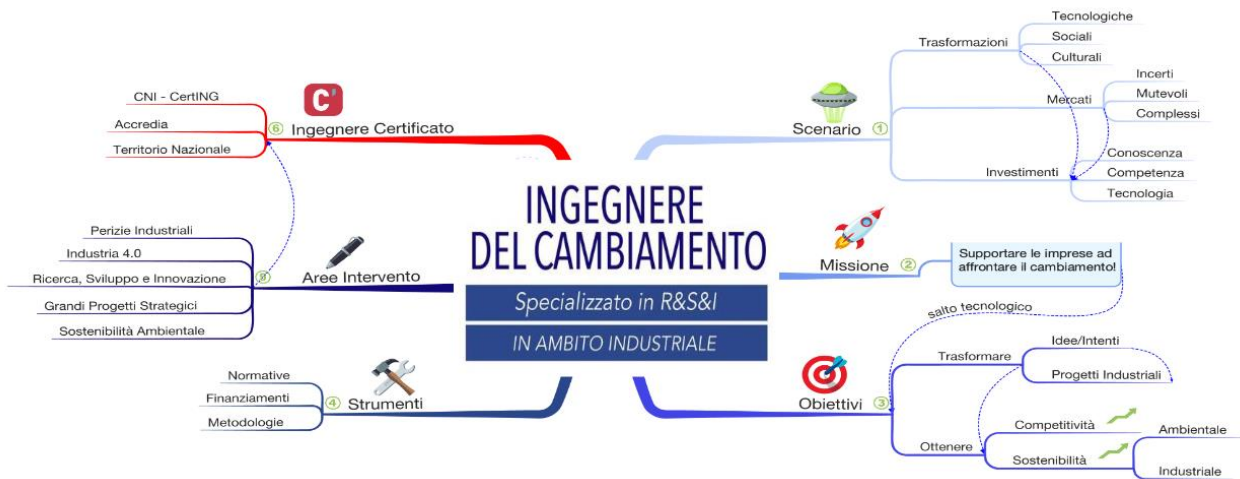 INGEGNERE
DEL CAMBIAMENTO
Specializzato in R&S&I
IN AMBITO INDUSTRIALE
Scenario
1
Trasformazioni
Tecnologiche
Sociali
Culturali
Mercati
Incerti
Mutevoli
Complessi
Investimenti
Conoscenza
Competenza
Tecnologia
Missione
2
Supportare le imprese ad
affrontare il cambiamento!
salto tecnologico
Obiettivi
3
Trasformare
Idee/Intenti
Progetti Industriali
Ottenere
Competitività
Sostenibilità
Ambientale
Industriale
Strumenti
4
Normative
Finanziamenti
Metodologie
Aree Intervento
Perizie Industriali
Industria 4.0
Ricerca, Sviluppo e Innovazione
Grandi Progetti Strategici
Sostenibilità Ambientale
C'
Ingegnere Certificato
6
CNI - CertING
Accredia
Territorio Nazionale